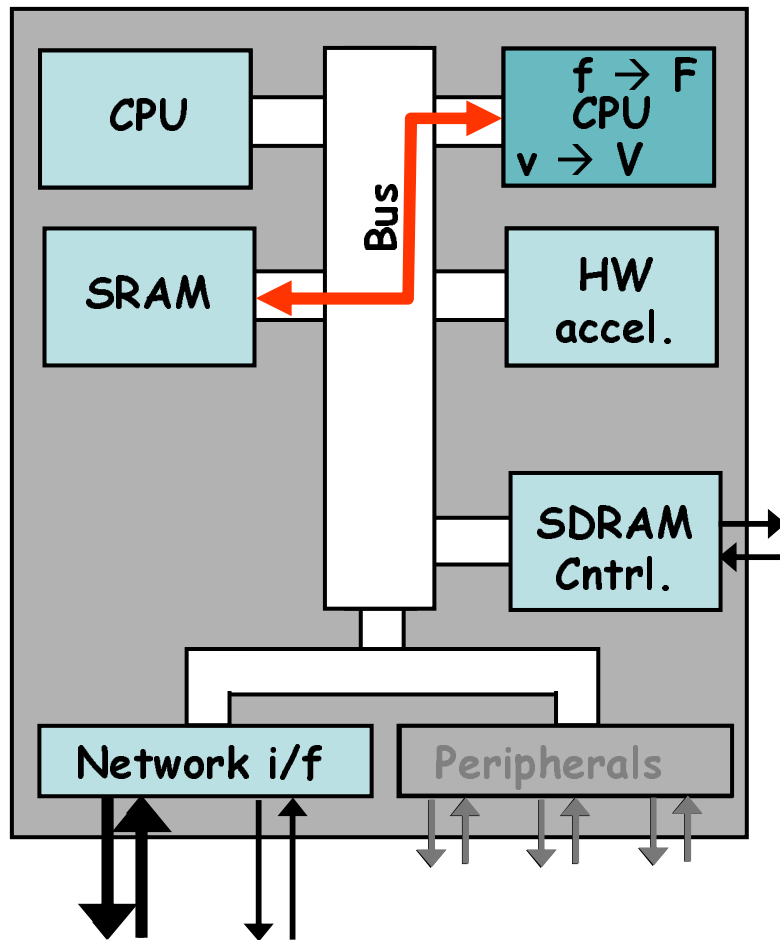 CPU
f → F
CPU
v → V
Bus
SRAM
HW
accel.
SDRAM
Cntrl.
Network i/f
Peripherals